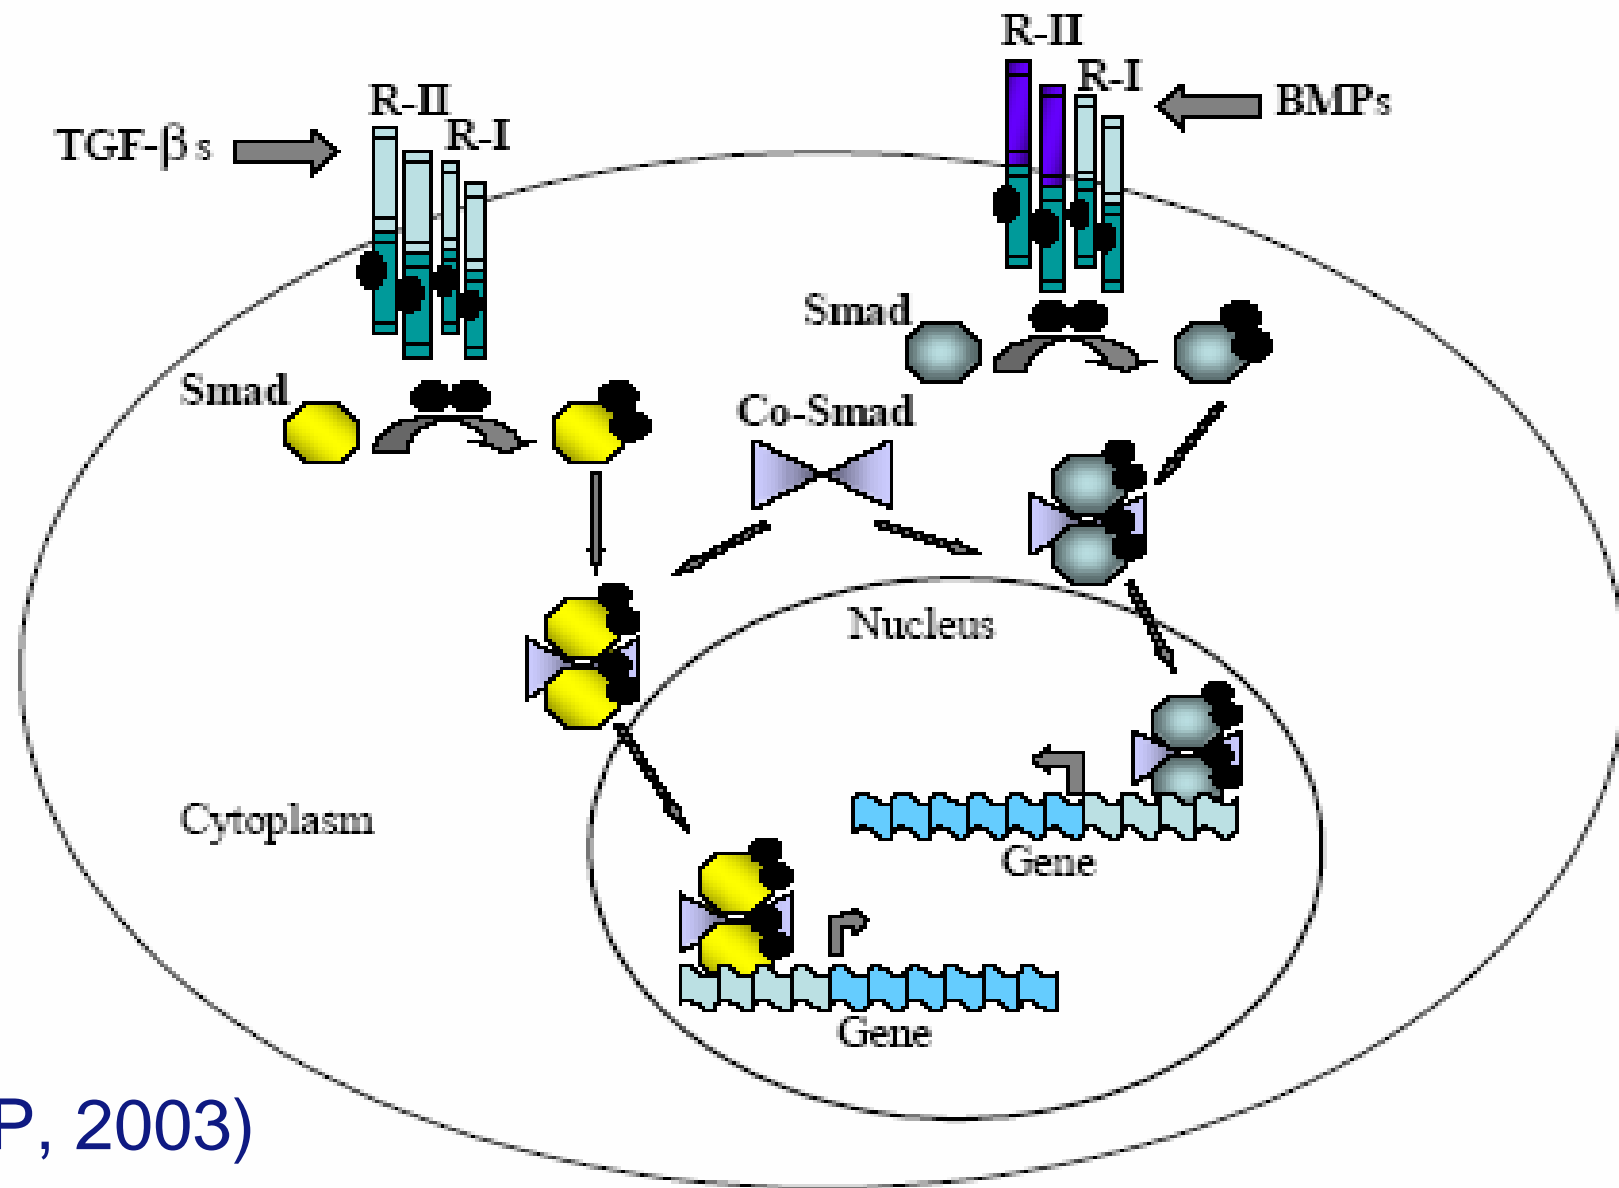 R-II
R-I
BMPs
R-II
R-I
TGF-βs
Smad
Smad
Co-Smad
Nucleus
Cytoplasm
Gene
Gene
P, 2003)